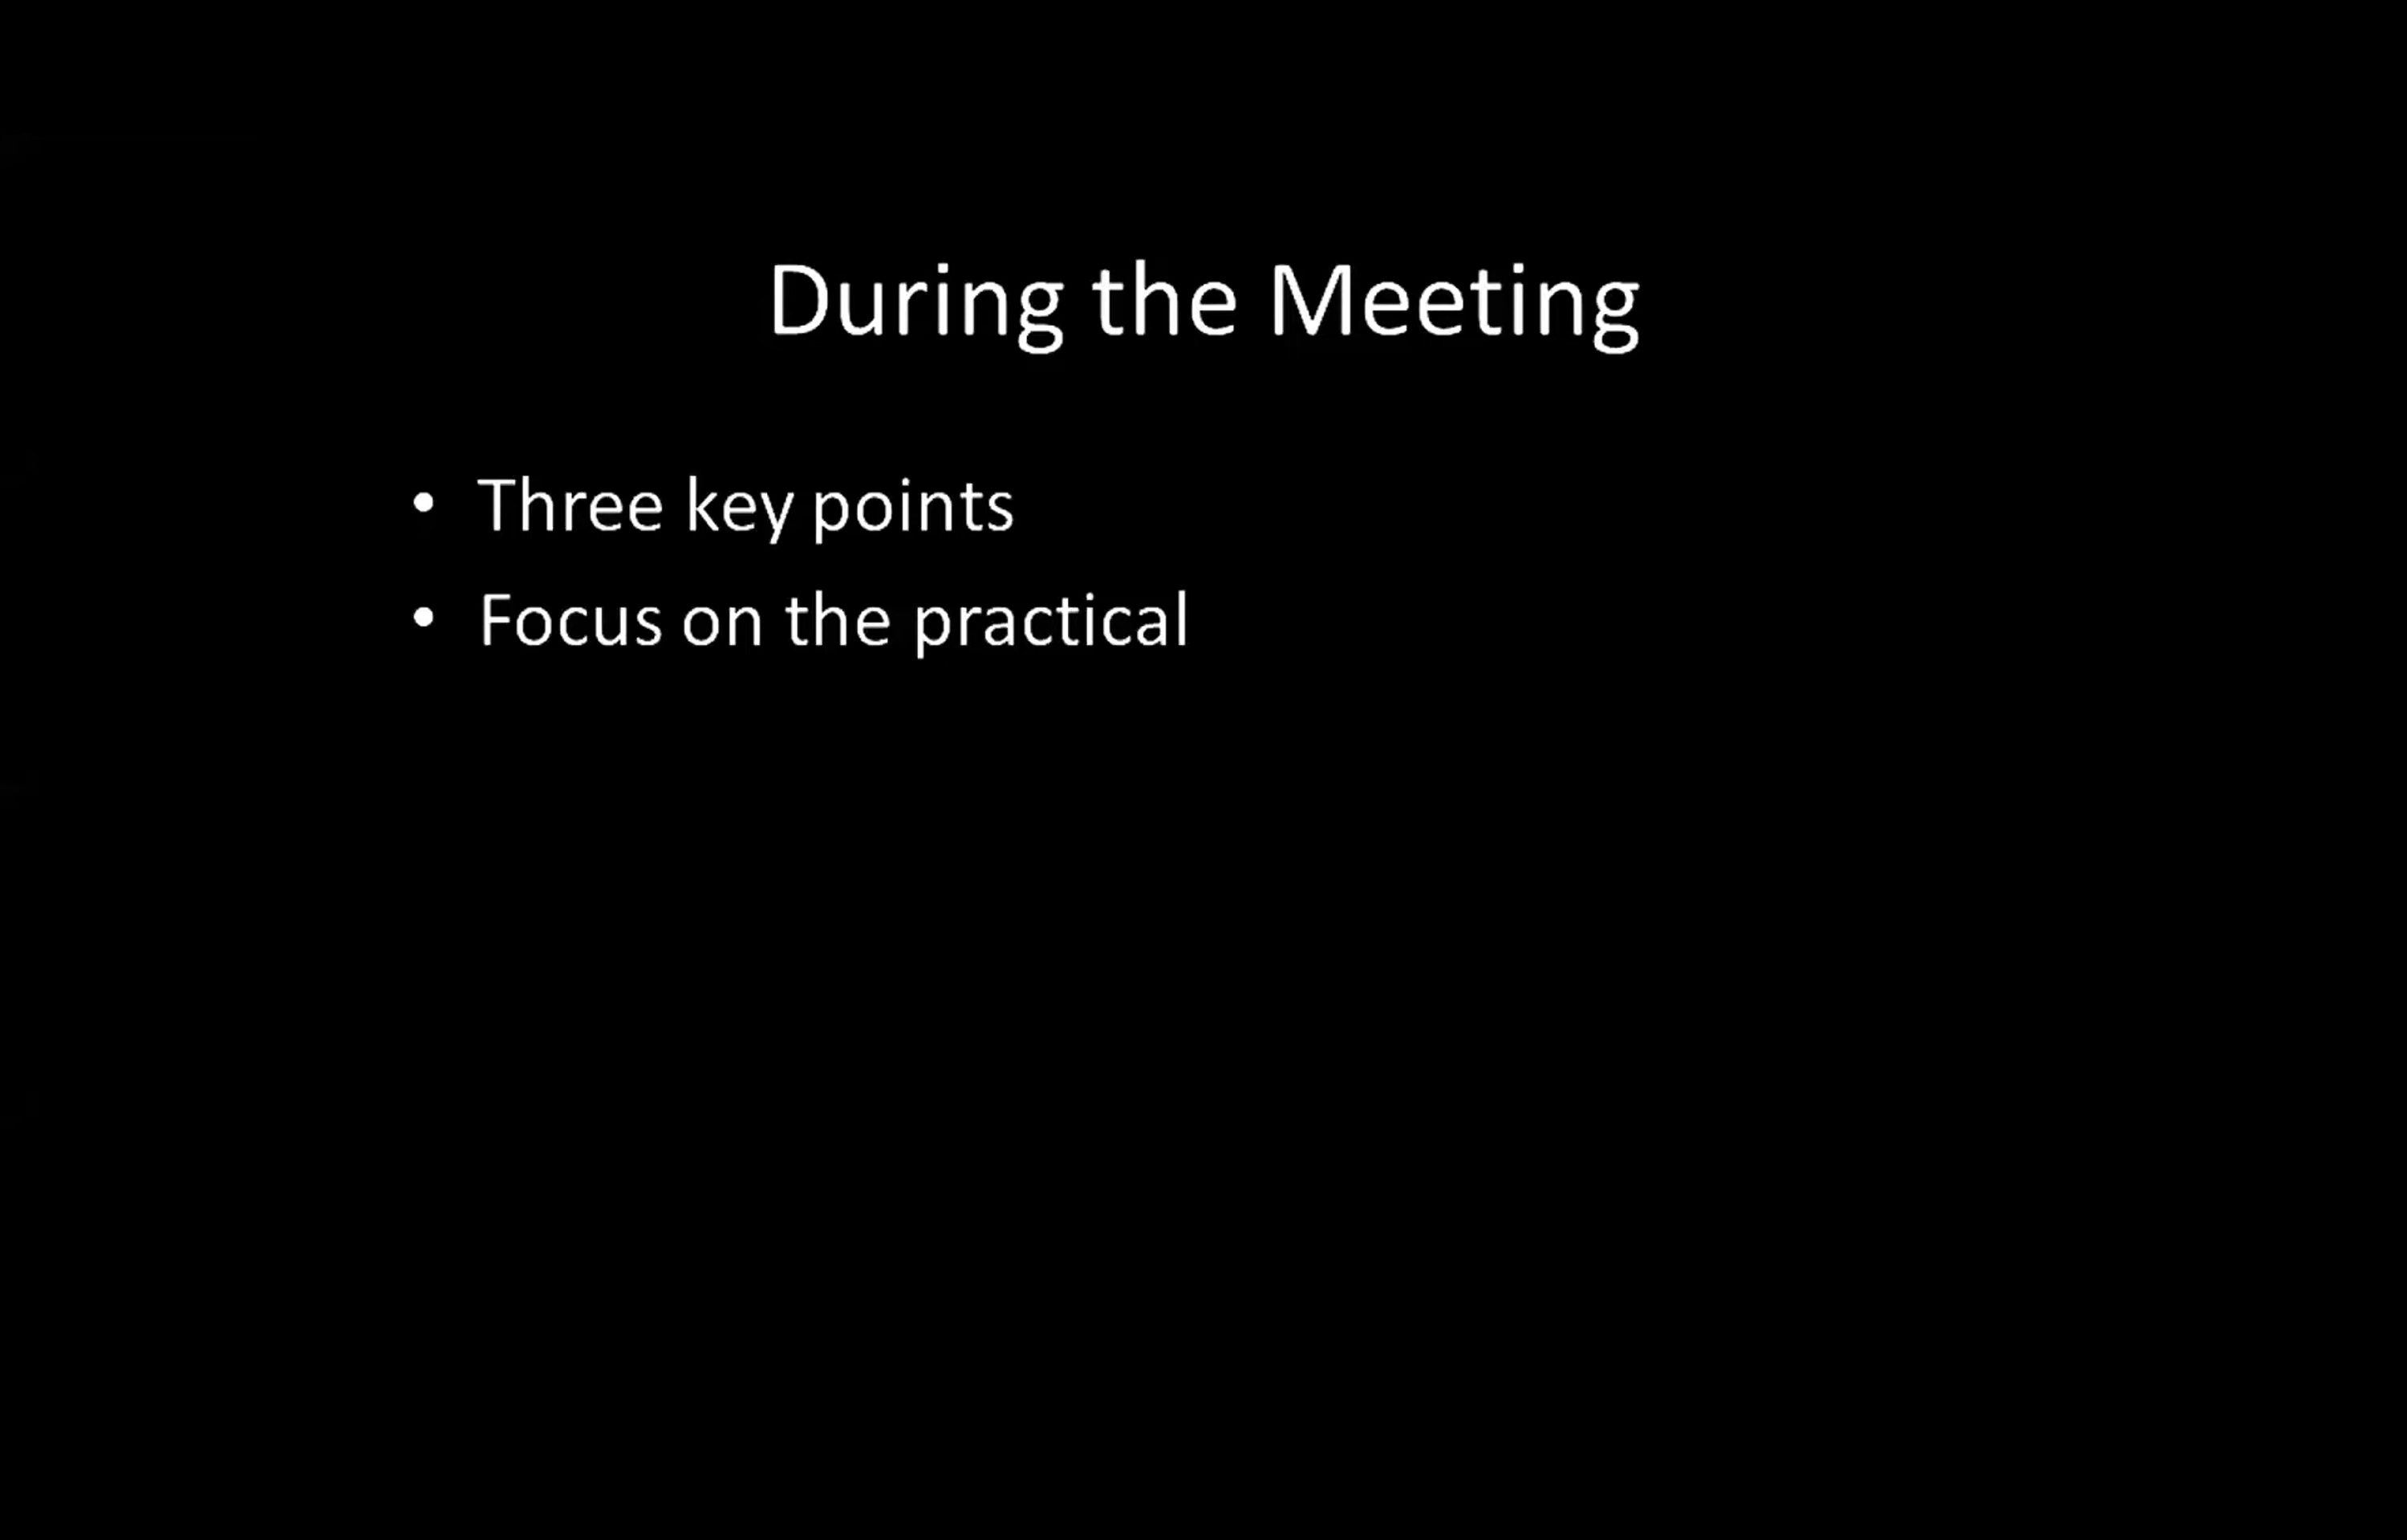 During the Meeting
• Three key points
• Focus on the practical